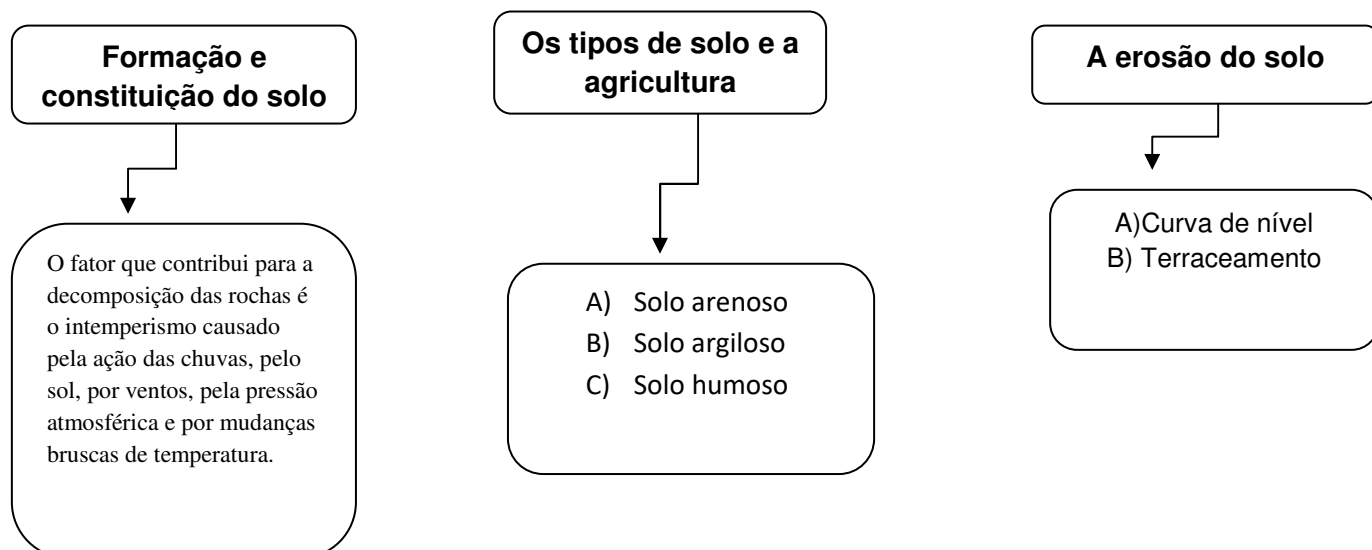 Formação e
constituição do solo
O fator que contribui para a
decomposição das rochas é
o intemperismo causado
pela ação das chuvas, pelo
sol, por ventos, pela pressão
atmosférica e por mudanças
bruscas de temperatura.
Os tipos de solo e a
agricultura
A) Solo arenoso
B) Solo argiloso
C) Solo humoso
A erosão do solo
A)Curva de nível
B) Terraceamento